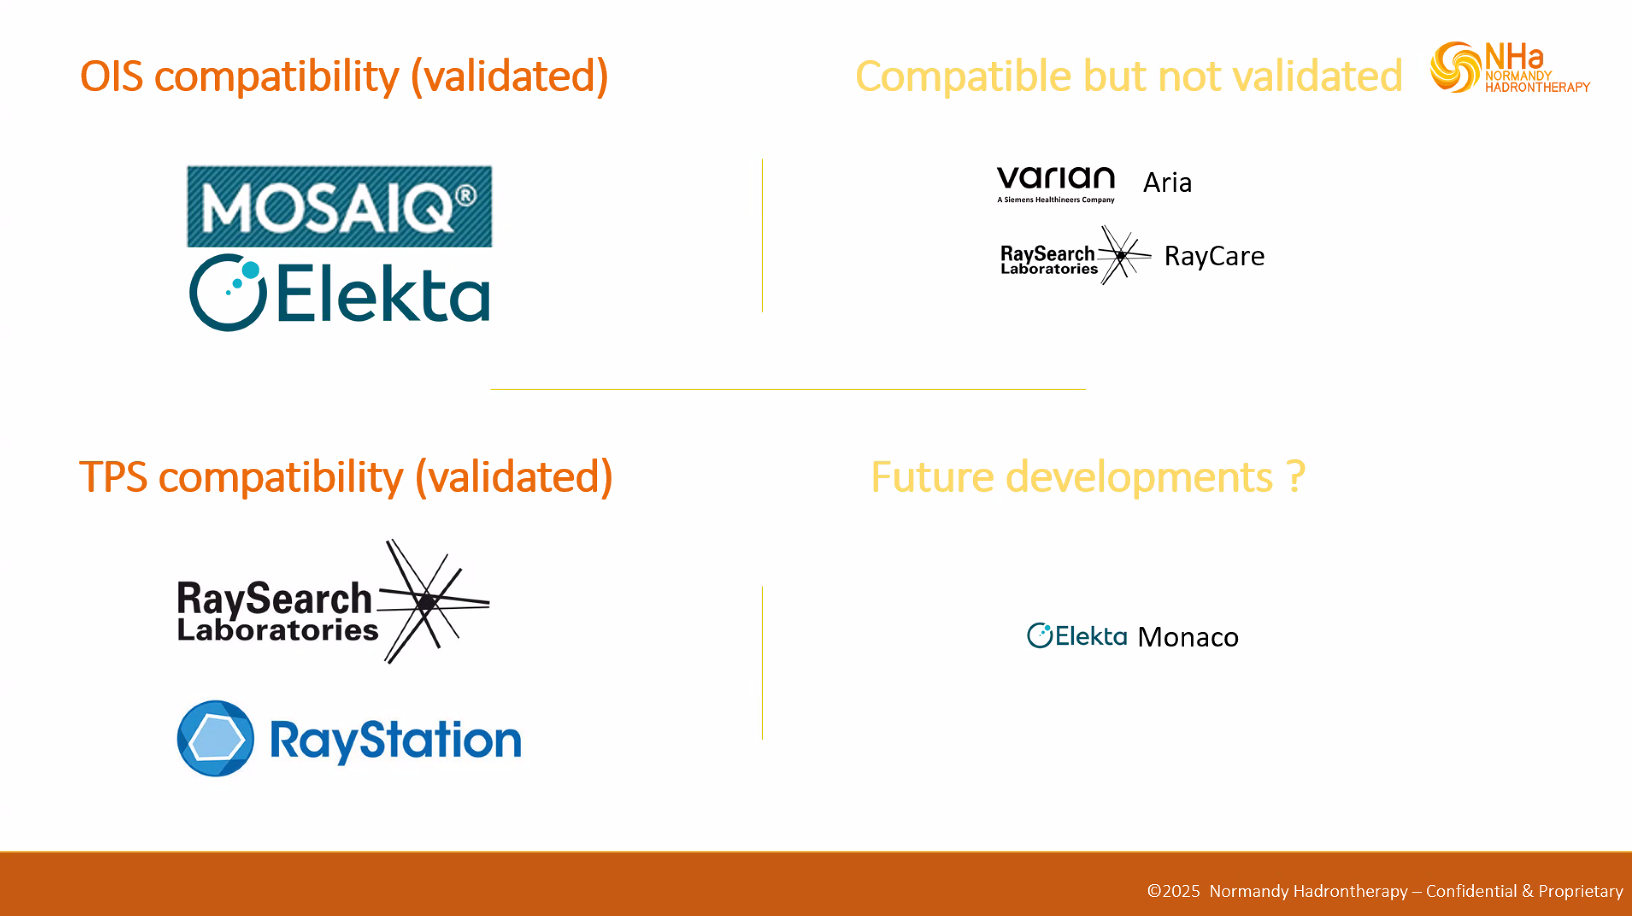 OIS compatibility (validated)
Compatible but not validated
NHa
NORMANDY
HADRONTHERAPY
MOSAIQ®
Elekta
varian
A Siemens Healthineers Company
Aria
RaySearch
Laboratories
RayCare
TPS compatibility (validated)
Future developments ?
RaySearch
Laboratories
RayStation
Elekta Monaco
©2025 Normandy Hadrontherapy – Confidential & Proprietary